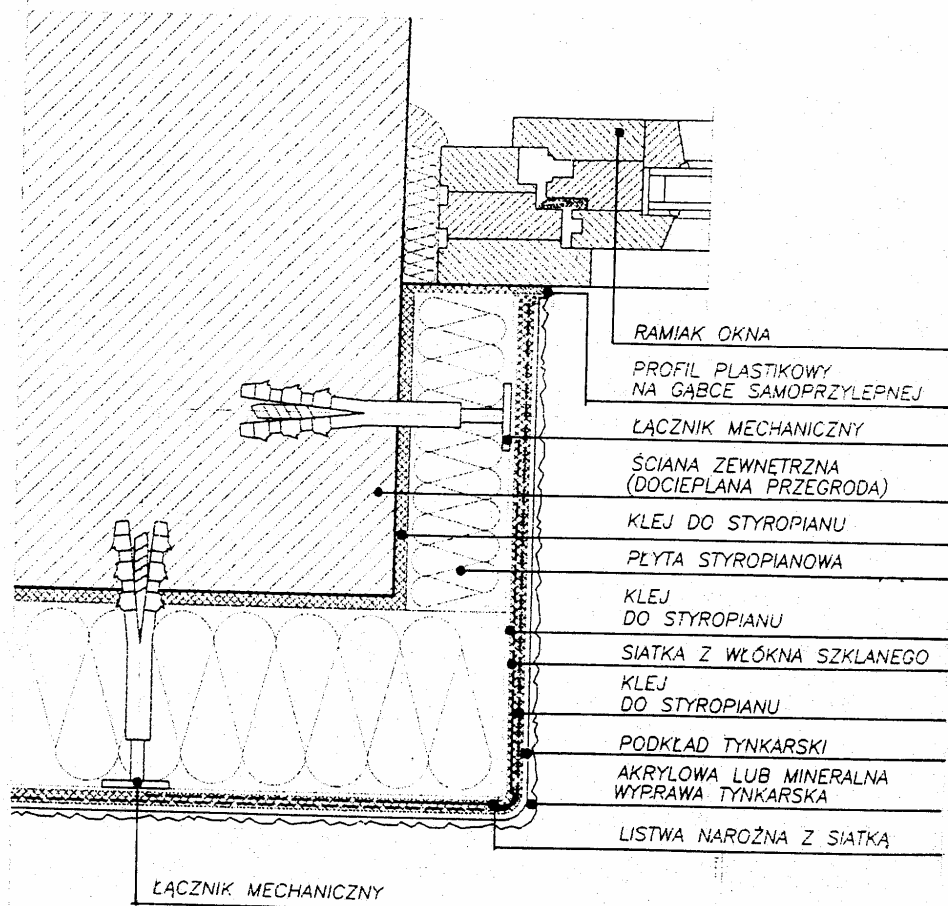 RAMIAK OKNA
PROFIL PLASTIKOWY
NA GĄBCE SAMOPRZYLEPNEJ
ŁĄCZNIK MECHANICZNY
ŚCIANA ZEWNĘTRZNA
(DOCIEPLANA PRZEGRODA)
KLEJ DO STYROPIANU
PŁYTA STYROPIANOWA
KLEJ
DO STYROPIANU
SIATKA Z WŁÓKNA SZKLANEGO
KLEJ
DO STYROPIANU
PODKŁAD TYNKARSKI
AKRYLOWA LUB MINERALNA
WYPRAWA TYNKARSKA
LISTWA NAROŻNA Z SIATKĄ
ŁĄCZNIK MECHANICZNY